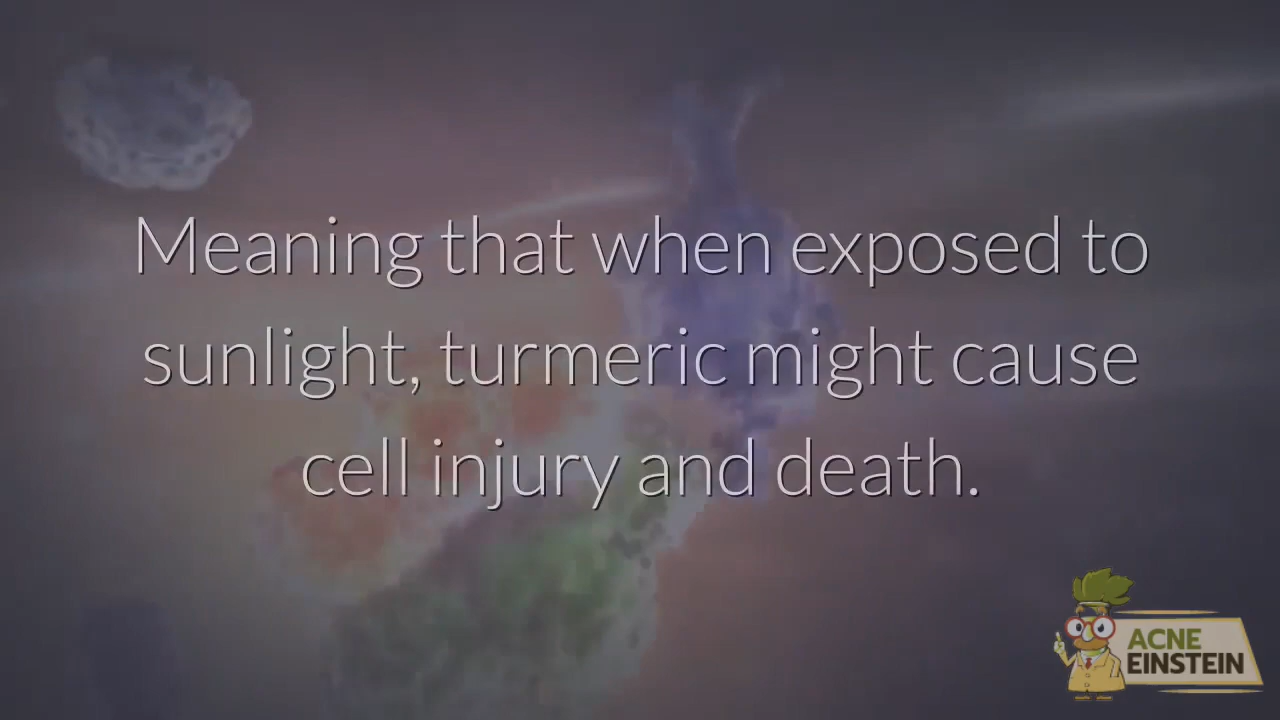 Meaning that when exposed to
sunlight, turmeric might cause
cell injury and death.
ACNE
EINSTEIN